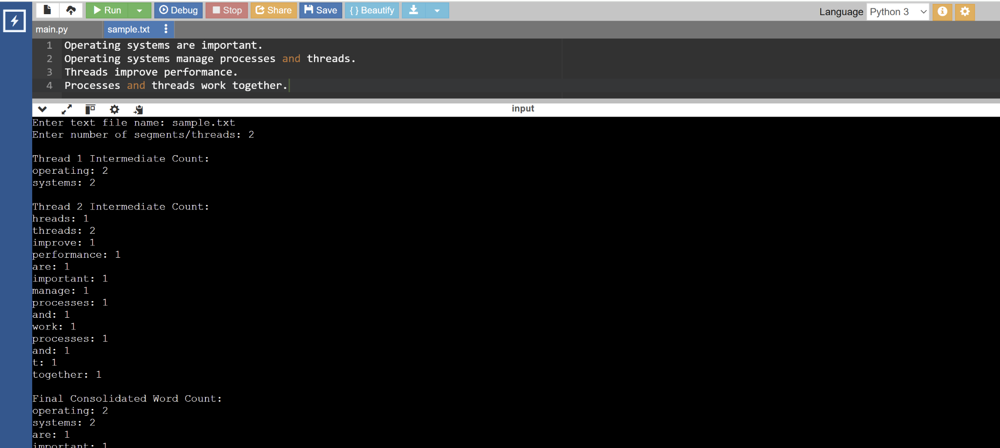 Run Debug Stop Share Save { } Beautify Language Python 3
main.py sample.txt
1 Operating systems are important.
2 Operating systems manage processes and threads.
3 Threads improve performance.
4 Processes and threads work together.
input
Enter text file name: sample.txt
Enter number of segments/threads: 2
Thread 1 Intermediate Count:
operating: 2
systems: 2
Thread 2 Intermediate Count:
hreads: 1
threads: 2
improve: 1
performance: 1
are: 1
important: 1
manage: 1
processes: 1
and: 1
work: 1
processes: 1
and: 1
t: 1
together: 1
Final Consolidated Word Count:
operating: 2
systems: 2
are: 1
important: 1